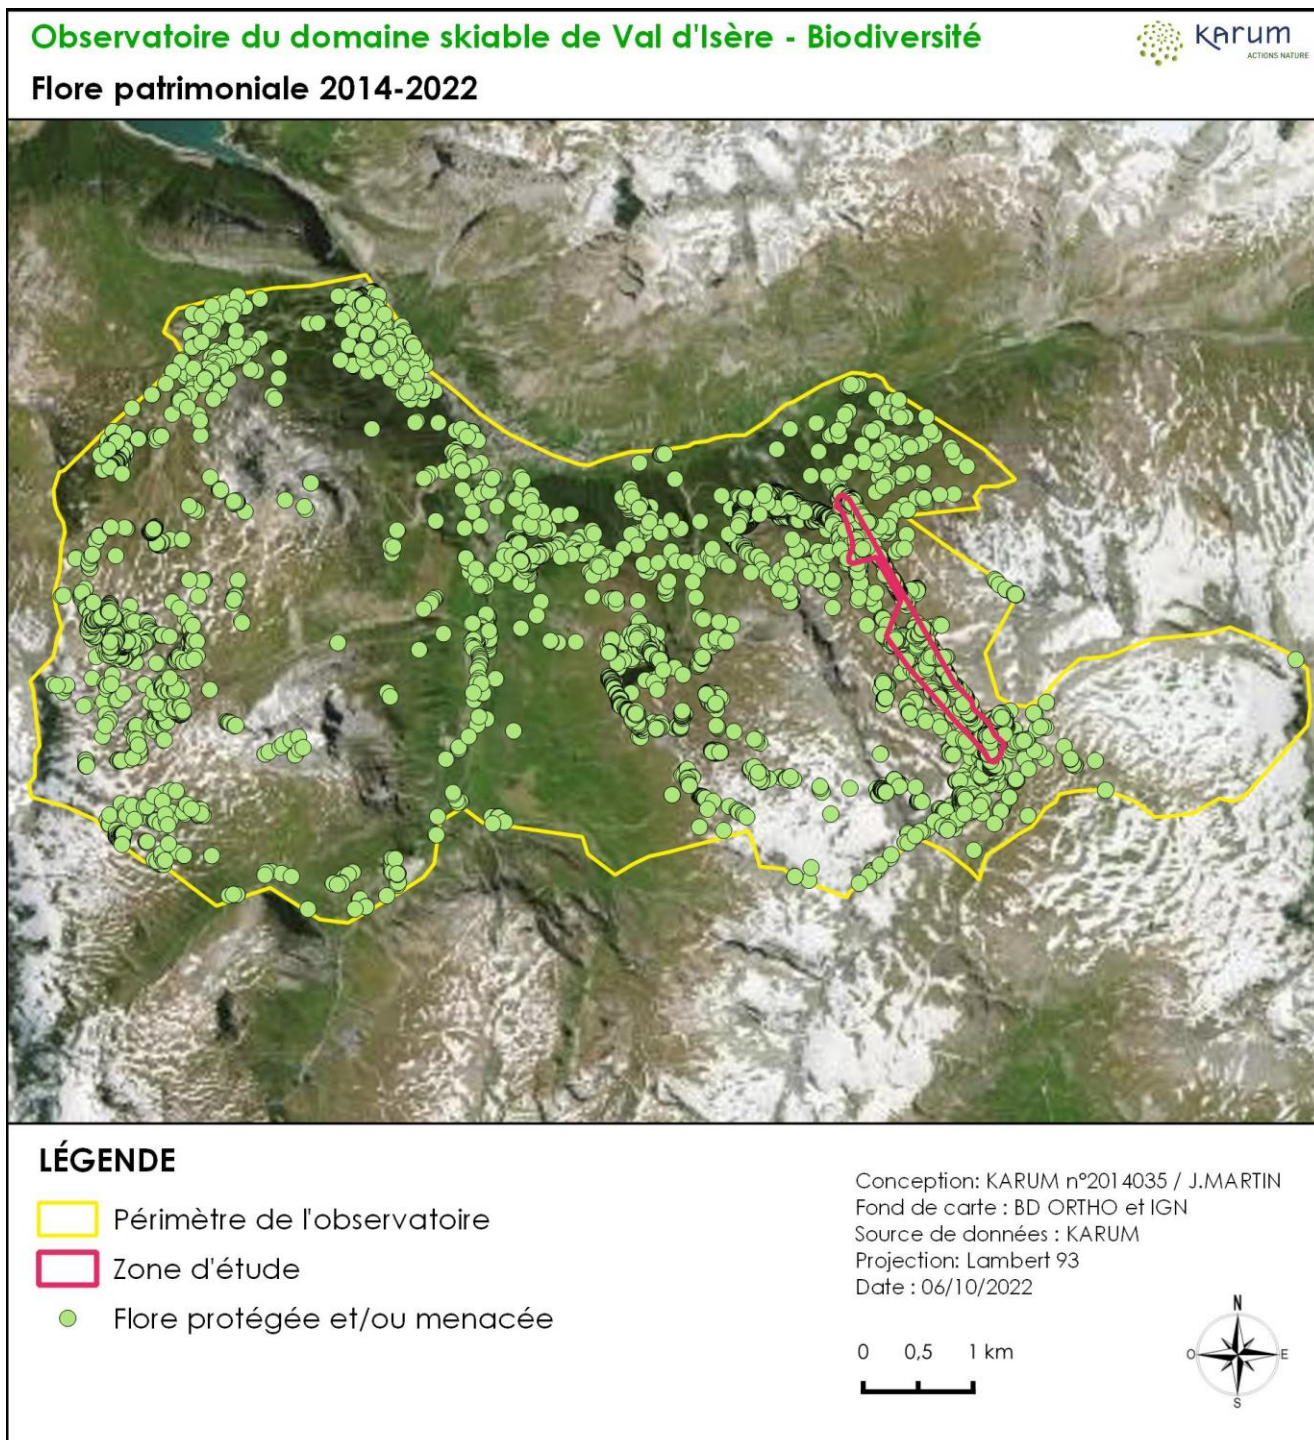 Observatoire du domaine skiable de Val d'Isère - Biodiversité
KArum
ACTIONS NATURE
Flore patrimoniale 2014-2022
LÉGENDE
Périmètre de l'observatoire
Zone d'étude
Flore protégée et/ou menacée
Conception: KARUM n°2014035 / J.MARTIN
Fond de carte : BD ORTHO et IGN
Source de données : KARUM
Projection: Lambert 93
Date : 06/10/2022
0 0,5 1 km
N
O E
S